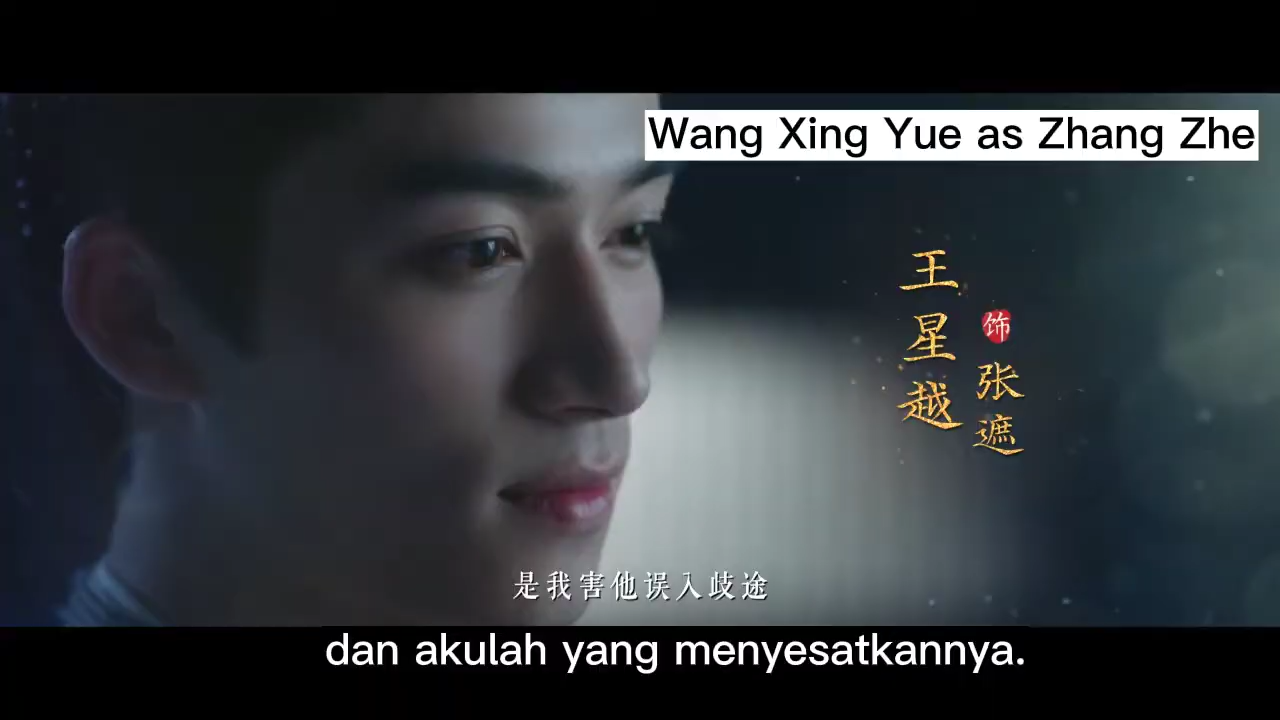 Wang Xing Yue as Zhang Zhe
王星越
饰
张遮
是我害他误入歧途
dan akulah yang menyesatkannya.